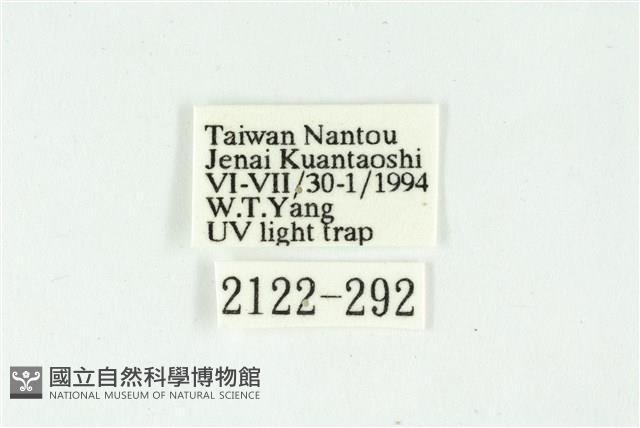 Taiwan Nantou
Jenai Kuantaoshi
VI-VII/30-1/1994
W.T.Yang
UV light trap
2122-292
國立自然科學博物館
NATIONAL MUSEUM OF NATURAL SCIENCE